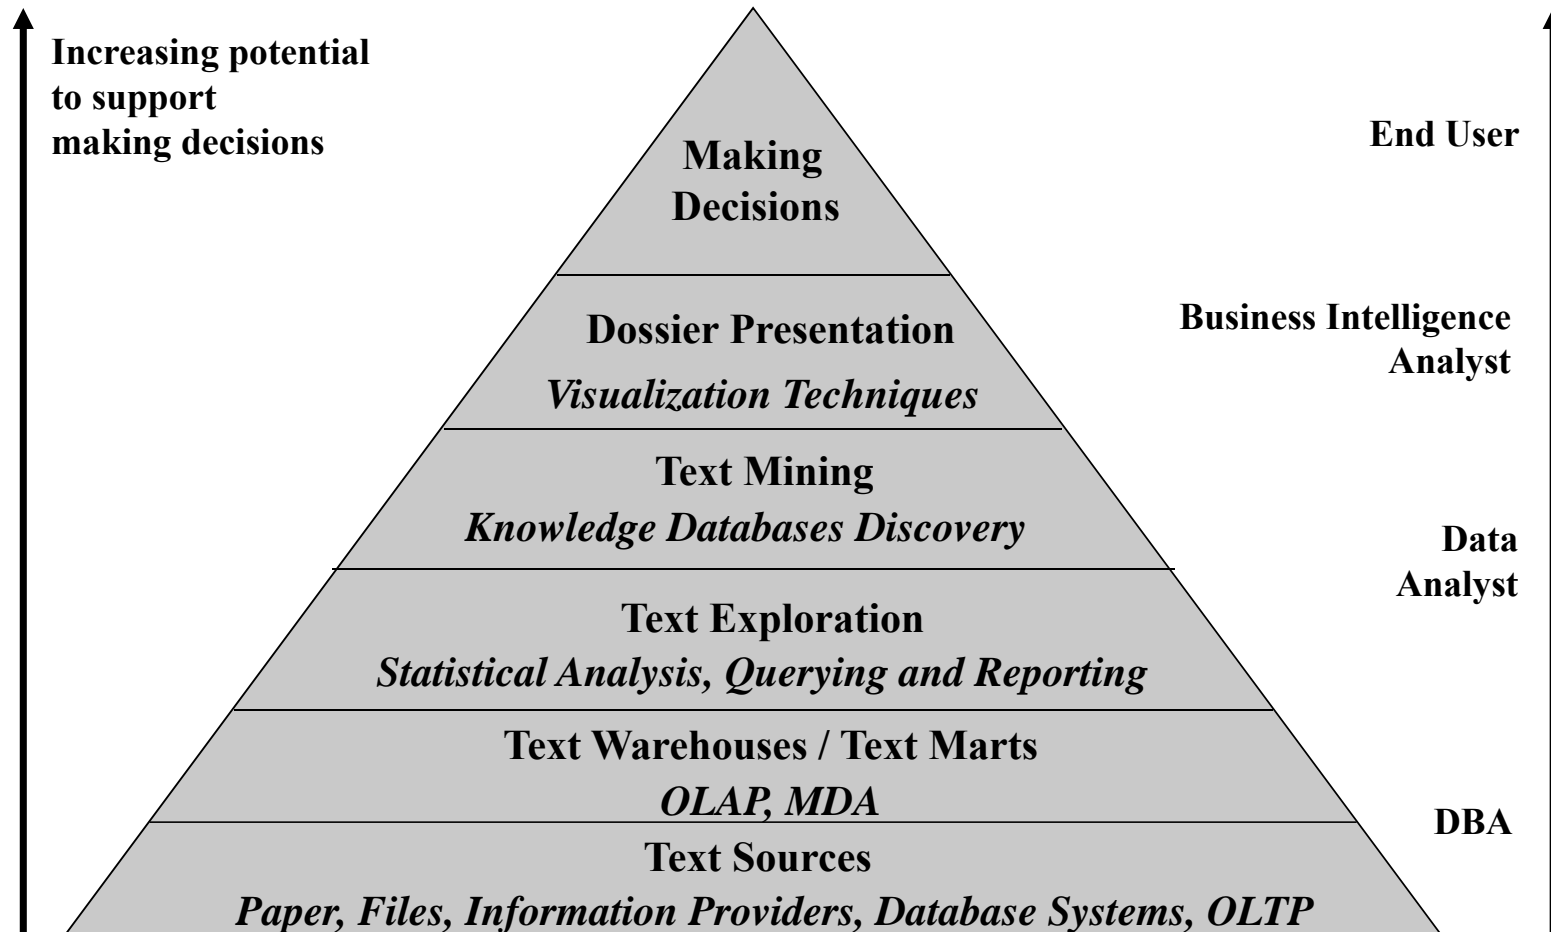 Increasing potential
to support
making decisions
Making
Decisions
End User
Dossier Presentation
Visualization Techniques
Business Intelligence
Analyst
Text Mining
Knowledge Databases Discovery
Data
Analyst
Text Exploration
Statistical Analysis, Querying and Reporting
Text Warehouses / Text Marts
OLAP, MDA
DBA
Text Sources
Paper, Files, Information Providers, Database Systems, OLTP